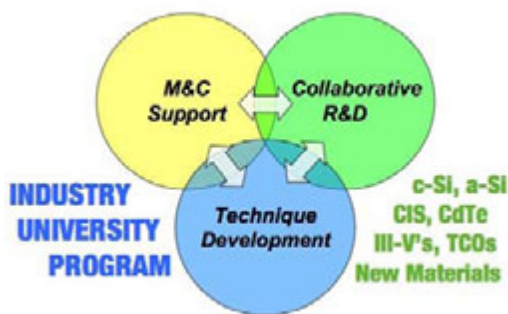 M&C
Support
Collaborative
R&D
Technique
Development
INDUSTRY
UNIVERSITY
PROGRAM
c-Si, a-Si
CIS, CdTe
III-V's, TCOs
New Materials